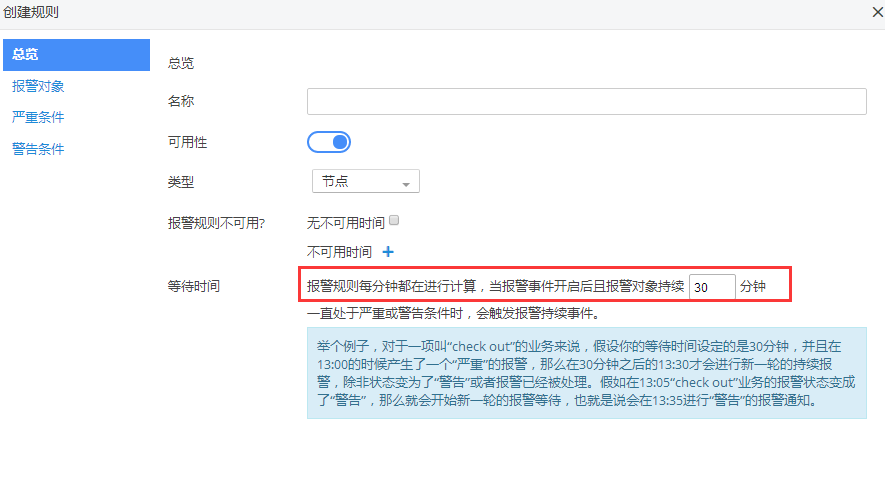 创建规则
总览
报警对象
严重条件
警告条件
总览
名称
可用性
类型
节点
报警规则不可用?
无不可用时间
不可用时间 +
等待时间
报警规则每分钟都在进行计算，当报警事件开启后且报警对象持续 30 分钟
一直处于严重或警告条件时，会触发报警持续事件。
举个例子，对于一项叫“check out”的业务来说，假设你的等待时间设定的是30分钟，并且在
13:00的时候产生了一个“严重”的报警，那么在30分钟之后的13:30才会进行新一轮的持续报
警，除非状态变为了“警告”或者报警已经被处理。假如在13:05“check out”业务的报警状态变成
了“警告”，那么就会开始新一轮的报警等待，也就是说会在13:35进行“警告”的报警通知。